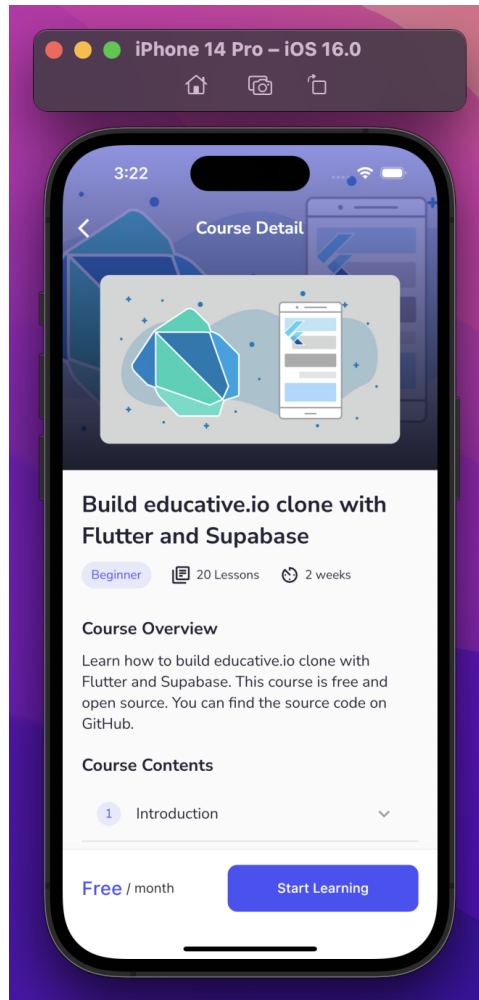 iPhone 14 Pro – iOS 16.0
3:22
Course Detail
Build educative.io clone with
Flutter and Supabase
Beginner
20 Lessons
2 weeks
Course Overview
Learn how to build educative.io clone with
Flutter and Supabase. This course is free and
open source. You can find the source code on
GitHub.
Course Contents
1 Introduction
Free / month
Start Learning